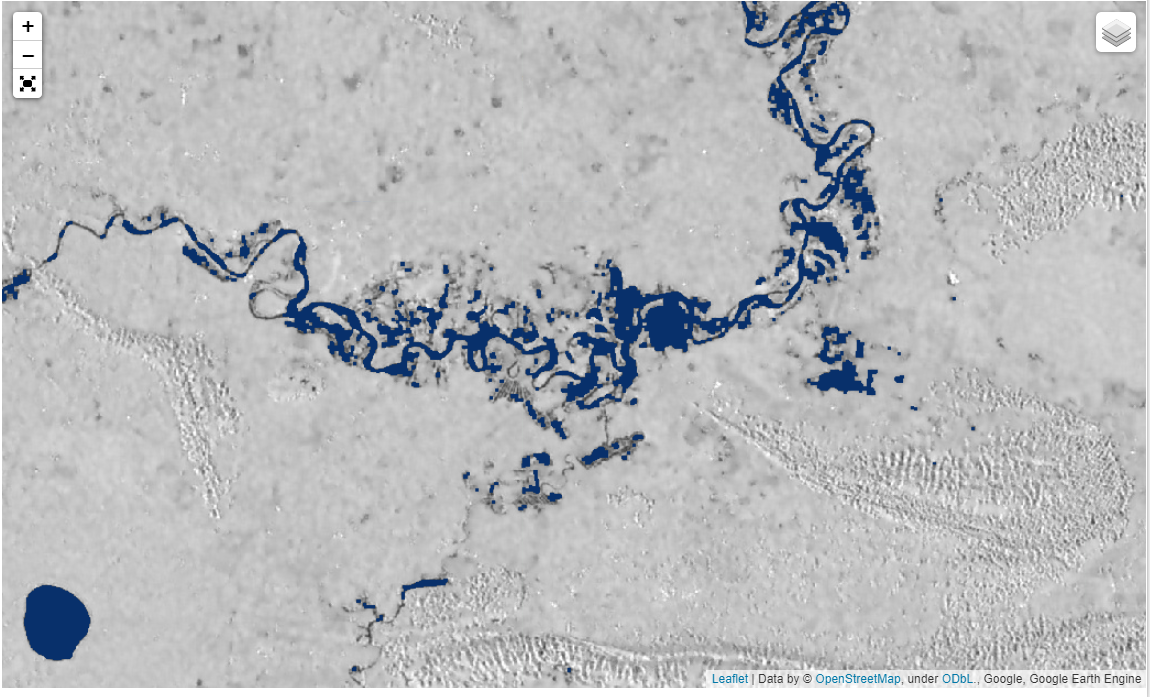 +
−
Leaflet | Data by © OpenStreetMap, under ODbL., Google, Google Earth Engine